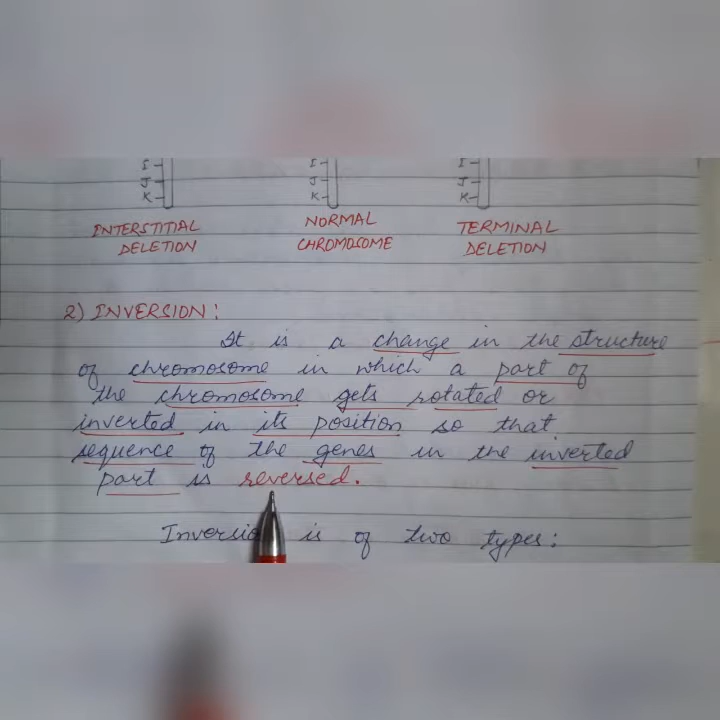 I- I- I-
J- J- J-
K- K- K-
INTERSTITIAL NORMAL TERMINAL
DELETION CHROMOSOME DELETION
2) INVERSION:
It is a change in the structure
of chromosome in which a part of
the chromosome gets rotated or
inverted in its position so that
sequence of the genes in the inverted
part is reversed.
Inversion is of two types: